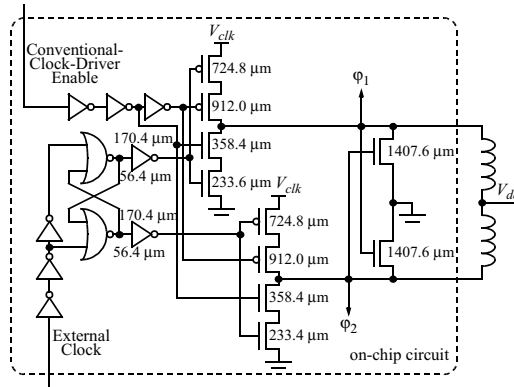 Conventional-
Clock-Driver
Enable
V_clk
724.8 µm
912.0 µm
358.4 µm
233.6 µm
φ1
170.4 µm
56.4 µm
1407.6 µm
V_clk
170.4 µm
56.4 µm
724.8 µm
912.0 µm
358.4 µm
233.4 µm
1407.6 µm
φ2
External
Clock
on-chip circuit